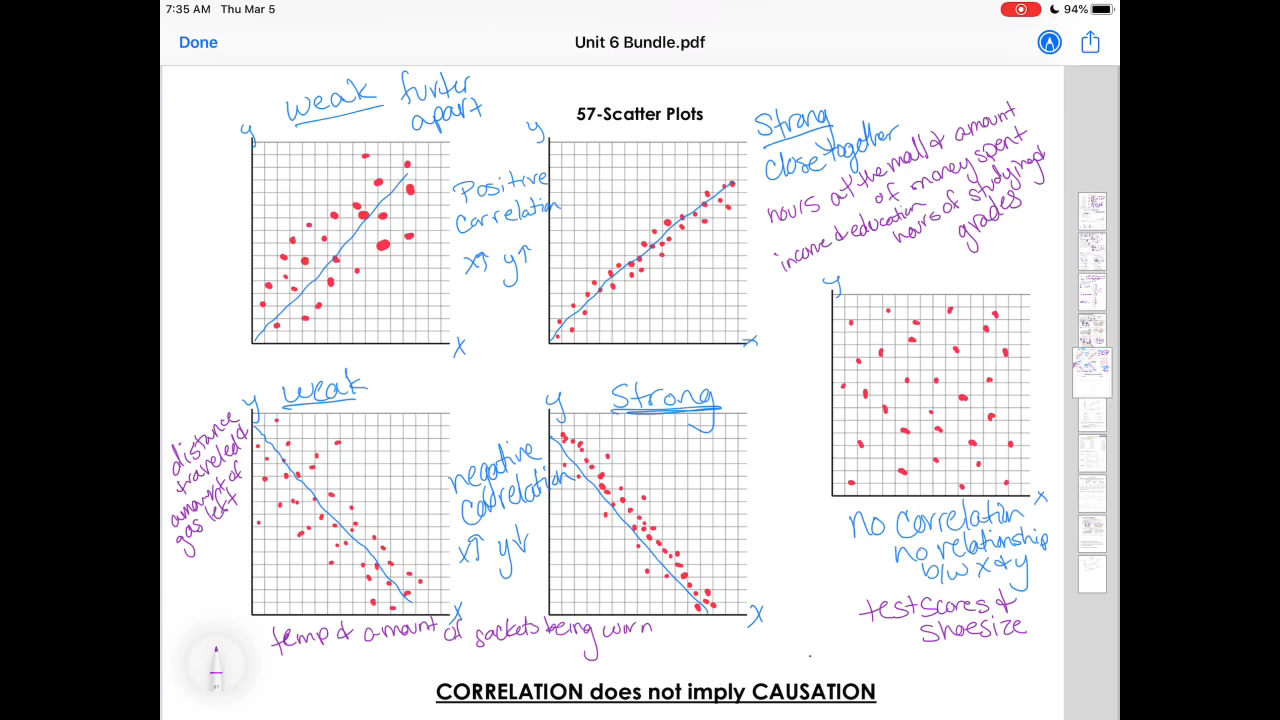 7:35 AM Thu Mar 5
94%
Done
Unit 6 Bundle.pdf
weak furter
apart
57-Scatter Plots
Strong
close together
hours at the mall & amount
of money spent
income & education
hours of studying &
grades
y
x
Positive
Correlation
x↑ y↑
y
x
y
x
no correlation
no relationship
b/w x & y
test scores &
shoe size
weak
y
x
distance
traveled &
amount of
gas left
negative
correlation
x↑ y↓
Strong
y
x
temp & amount of jackets being worn
CORRELATION does not imply CAUSATION